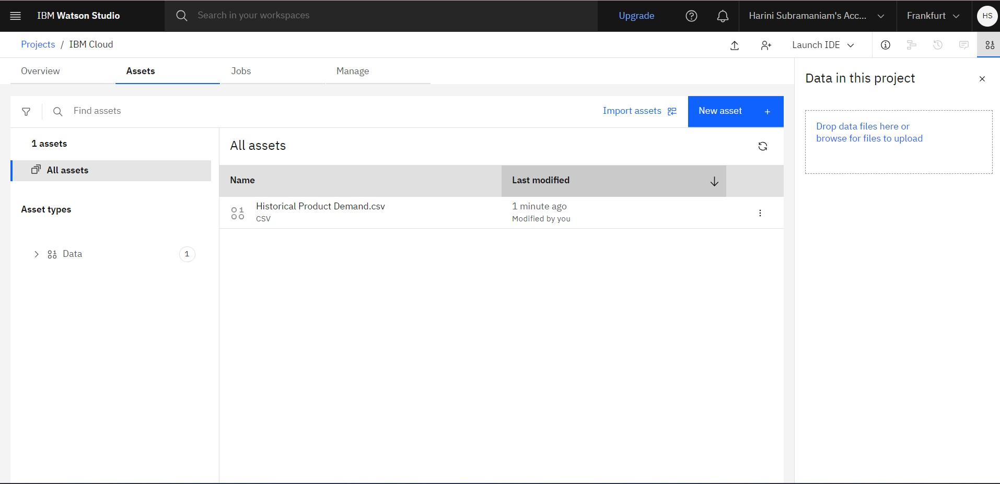 IBM Watson Studio
Search in your workspaces
Upgrade
Harini Subramaniam's Acc...
Frankfurt
HS
Projects / IBM Cloud
Launch IDE
Overview
Assets
Jobs
Manage
Find assets
Import assets
New asset +
1 assets
All assets
Asset types
Data
1
All assets
Name
Last modified
Historical Product Demand.csv
CSV
1 minute ago
Modified by you
Data in this project
Drop data files here or
browse for files to upload